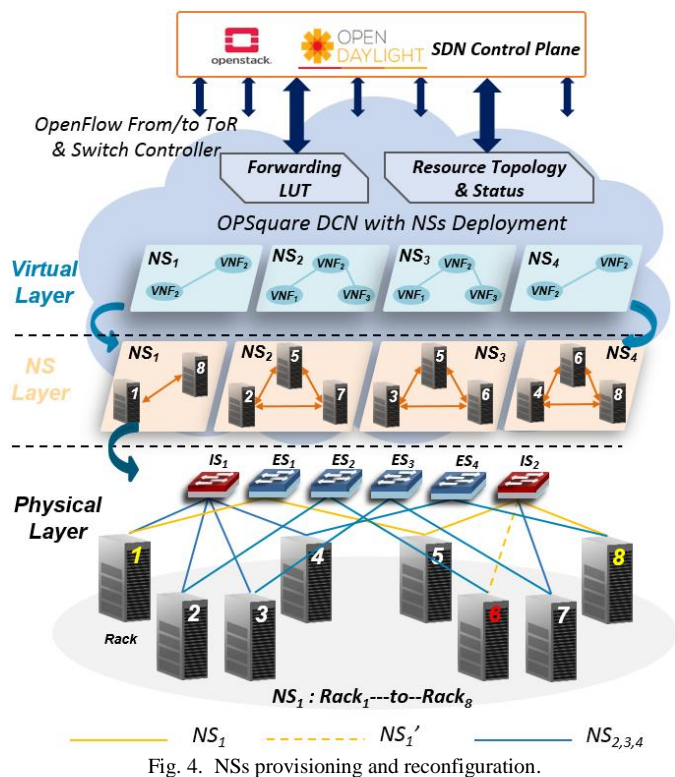 openstack.
OPEN
DAYLIGHT
SDN Control Plane
OpenFlow From/to ToR
& Switch Controller
Forwarding
LUT
Resource Topology
& Status
OPSquare DCN with NSs Deployment
Virtual
Layer
NS1 NS2 NS3 NS4
VNF2 VNF2 VNF2 VNF2
VNF2 VNF1 VNF3 VNF1 VNF3 VNF2
NS
Layer
NS1 NS2 NS3 NS4
8 5 5 6
1 2 7 3 6 4 8
IS1 ES1 ES2 ES3 ES4 IS2
Physical
Layer
1 4 5 8
2 3 6 7
Rack
NS1 : Rack1---to--Rack8
NS1 NS1' NS2,3,4
Fig. 4. NSs provisioning and reconfiguration.